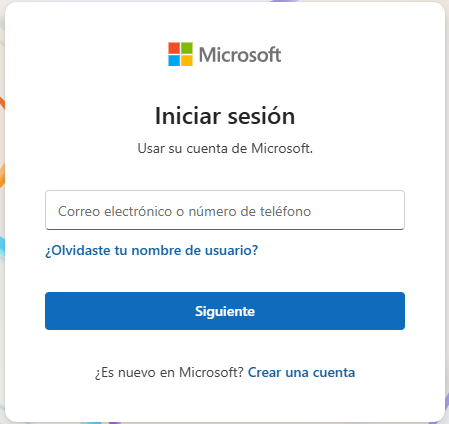 Microsoft
Iniciar sesión
Usar su cuenta de Microsoft.
Correo electrónico o número de teléfono
¿Olvidaste tu nombre de usuario?
Siguiente
¿Es nuevo en Microsoft? Crear una cuenta